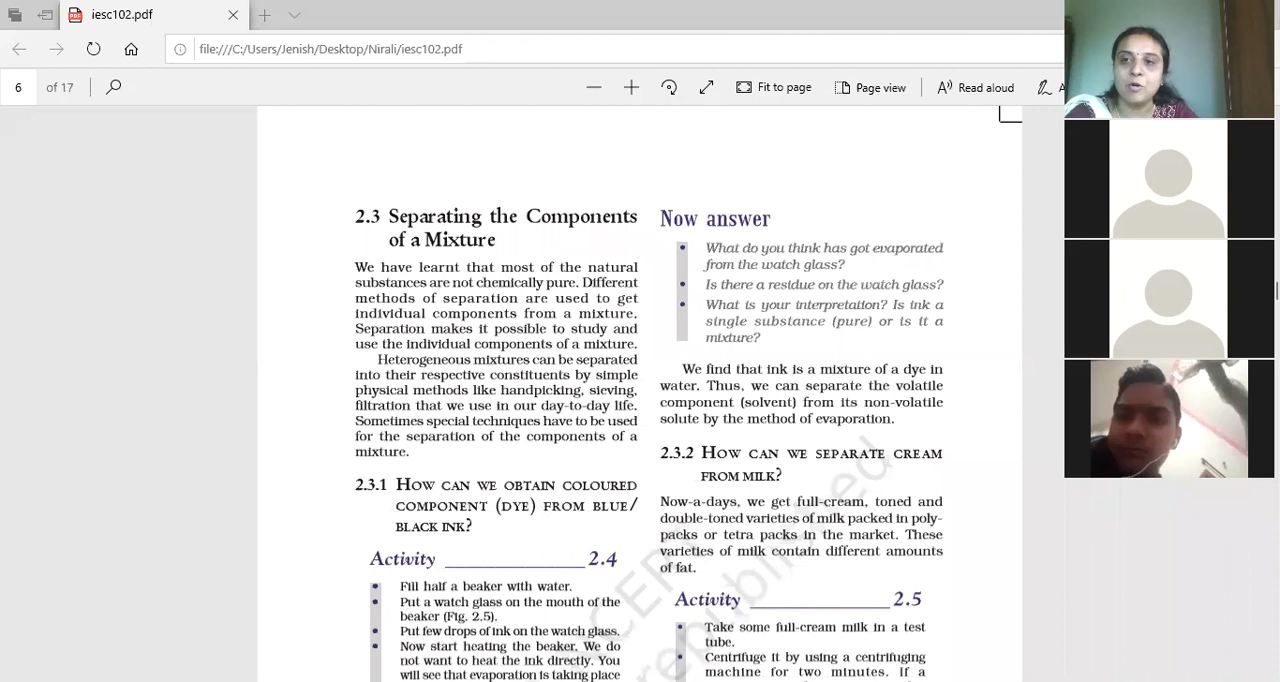 iesc102.pdf
file:///C:/Users/Jenish/Desktop/Nirali/iesc102.pdf
6 of 17
Fit to page
Page view
Read aloud
2.3 Separating the Components
of a Mixture
We have learnt that most of the natural
substances are not chemically pure. Different
methods of separation are used to get
individual components from a mixture.
Separation makes it possible to study and
use the individual components of a mixture.
Heterogeneous mixtures can be separated
into their respective constituents by simple
physical methods like handpicking, sieving,
filtration that we use in our day-to-day life.
Sometimes special techniques have to be used
for the separation of the components of a
mixture.
2.3.1 HOW CAN WE OBTAIN COLOURED
COMPONENT (DYE) FROM BLUE/
BLACK INK?
Activity ______________ 2.4
• Fill half a beaker with water.
• Put a watch glass on the mouth of the
beaker (Fig. 2.5).
• Put few drops of ink on the watch glass.
• Now start heating the beaker. We do
not want to heat the ink directly. You
will see that evaporation is taking place
Now answer
• What do you think has got evaporated
from the watch glass?
• Is there a residue on the watch glass?
• What is your interpretation? Is ink a
single substance (pure) or is it a
mixture?
We find that ink is a mixture of a dye in
water. Thus, we can separate the volatile
component (solvent) from its non-volatile
solute by the method of evaporation.
2.3.2 HOW CAN WE SEPARATE CREAM
FROM MILK?
Now-a-days, we get full-cream, toned and
double-toned varieties of milk packed in poly-
packs or tetra packs in the market. These
varieties of milk contain different amounts
of fat.
Activity ______________ 2.5
• Take some full-cream milk in a test
tube.
• Centrifuge it by using a centrifuging
machine for two minutes. If a